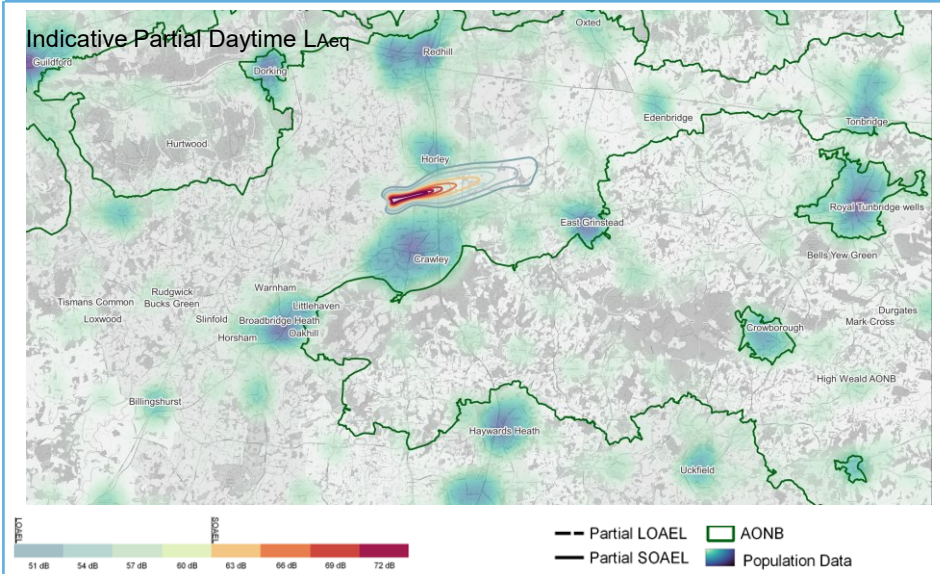 Indicative Partial Daytime LAeq
Oxted
Guildford
Redhill
Dorking
Edenbridge
Tonbridge
Hurtwood
Horley
Royal Tunbridge wells
East Grinstead
Crawley
Bells Yew Green
Warnham
Rudgwick
Tismans Common
Bucks Green
Littlehaven
Durgates
Loxwood
Slinfold
Broadbridge Heath
Mark Cross
Crowborough
Horsham
Oakhill
High Weald AONB
Billingshurst
Haywards Heath
Uckfield
LOAEL
SOAEL
51 dB 54 dB 57 dB 60 dB 63 dB 66 dB 69 dB 72 dB
Partial LOAEL
AONB
Partial SOAEL
Population Data